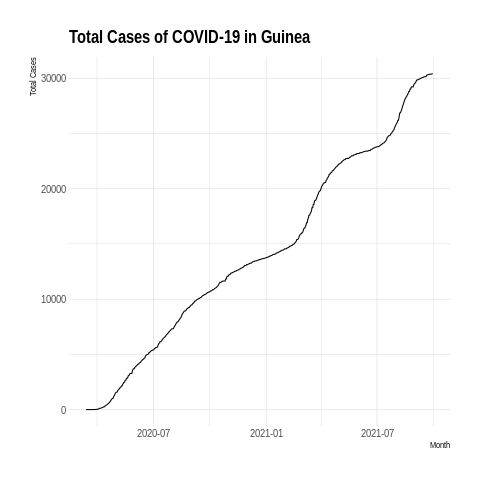 Total Cases of COVID-19 in Guinea
Total Cases
30000
20000
10000
0
2020-07
2021-01
2021-07
Month